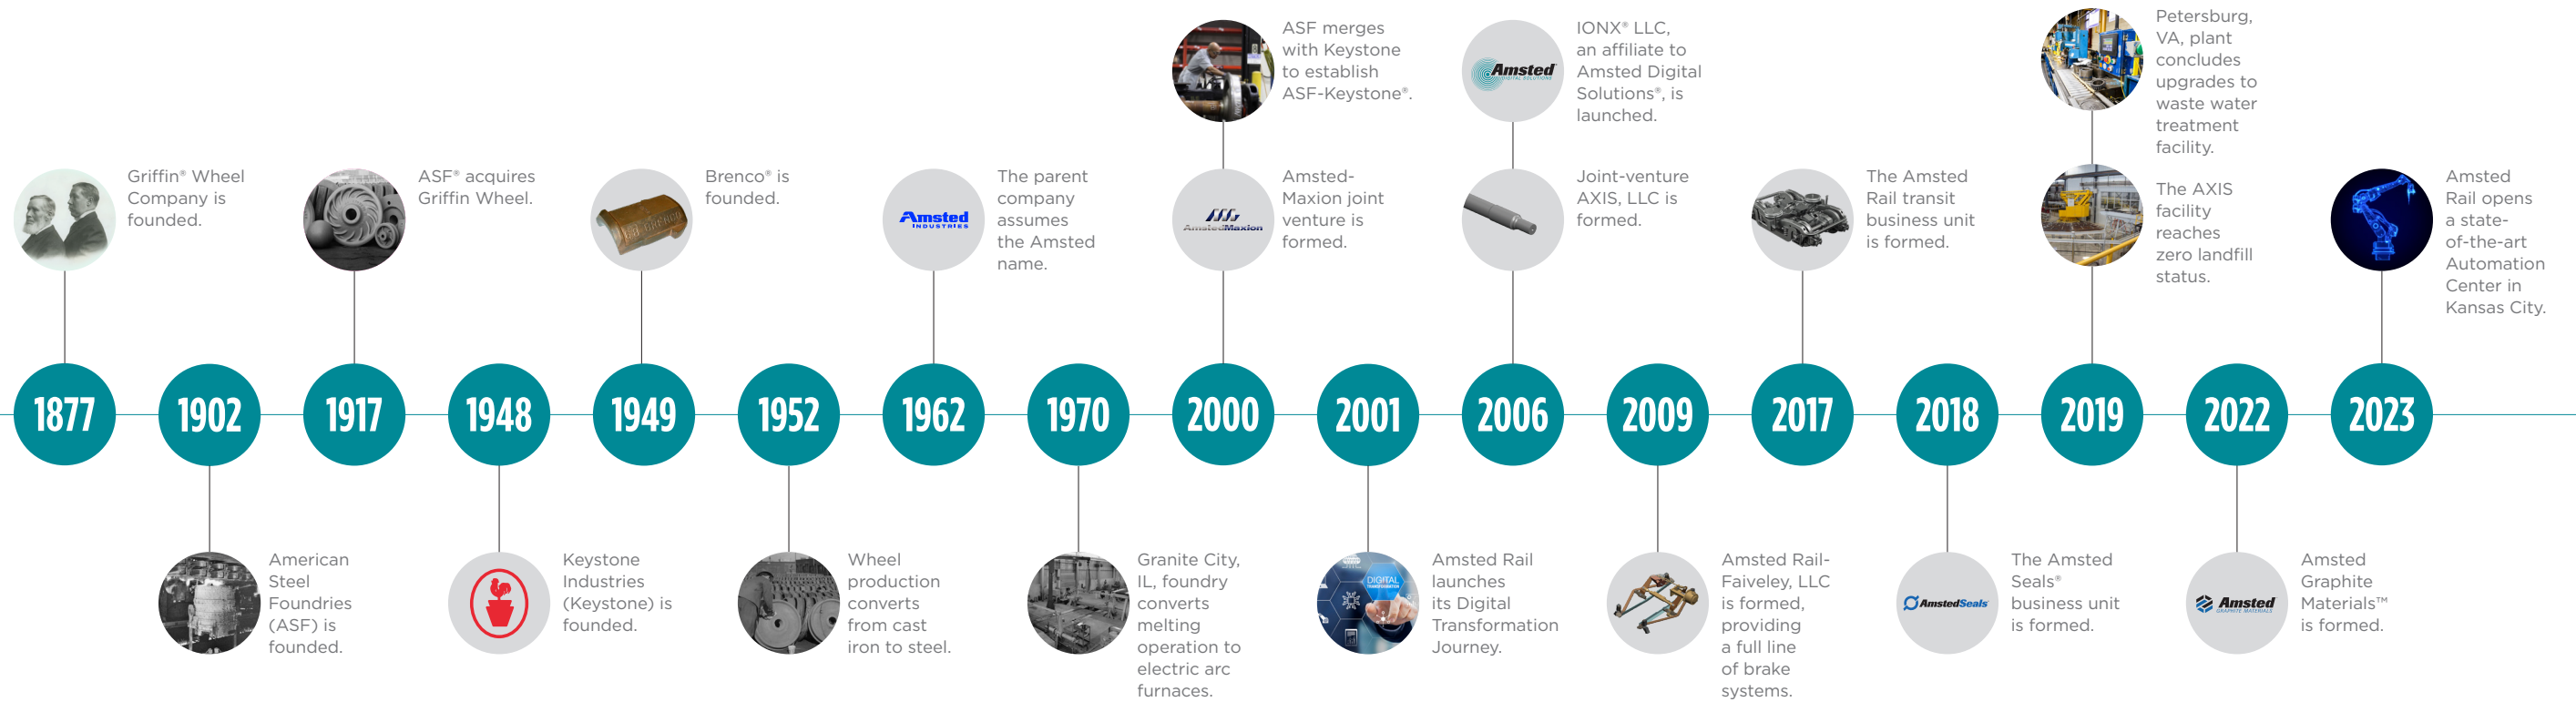 Griffin® Wheel
Company is
founded.
ASF® acquires
Griffin Wheel.
Brenco® is
founded.
Amsted
INDUSTRIES
The parent
company
assumes
the Amsted
name.
ASF merges
with Keystone
to establish
ASF-Keystone®.
AmstedMaxion
Amsted-
Maxion joint
venture is
formed.
Amsted
DIGITAL SOLUTIONS
IONX® LLC,
an affiliate to
Amsted Digital
Solutions®, is
launched.
Joint-venture
AXIS, LLC is
formed.
The Amsted
Rail transit
business unit
is formed.
Petersburg,
VA, plant
concludes
upgrades to
waste water
treatment
facility.
The AXIS
facility
reaches
zero landfill
status.
Amsted
Rail opens
a state-
of-the-art
Automation
Center in
Kansas City.
1877
1902
1917
1948
1949
1952
1962
1970
2000
2001
2006
2009
2017
2018
2019
2022
2023
American
Steel
Foundries
(ASF) is
founded.
Keystone
Industries
(Keystone) is
founded.
Wheel
production
converts
from cast
iron to steel.
Granite City,
IL, foundry
converts
melting
operation to
electric arc
furnaces.
DIGITAL
TRANSFORMATION
Amsted Rail
launches
its Digital
Transformation
Journey.
Amsted Rail-
Faiveley, LLC
is formed,
providing
a full line
of brake
systems.
AmstedSeals
The Amsted
Seals®
business unit
is formed.
Amsted
GRAPHITE MATERIALS
Amsted
Graphite
Materials™
is formed.